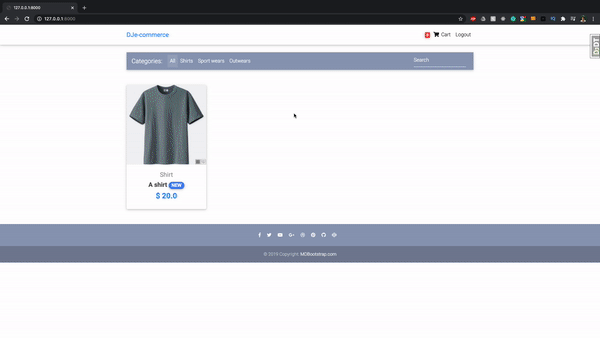 127.0.0.1:8000
127.0.0.1:8000
DJe-commerce
Cart Logout
Categories: All Shirts Sport wears Outwears Search
Shirt
A shirt NEW
$ 20.0
© 2019 Copyright: MDBootstrap.com